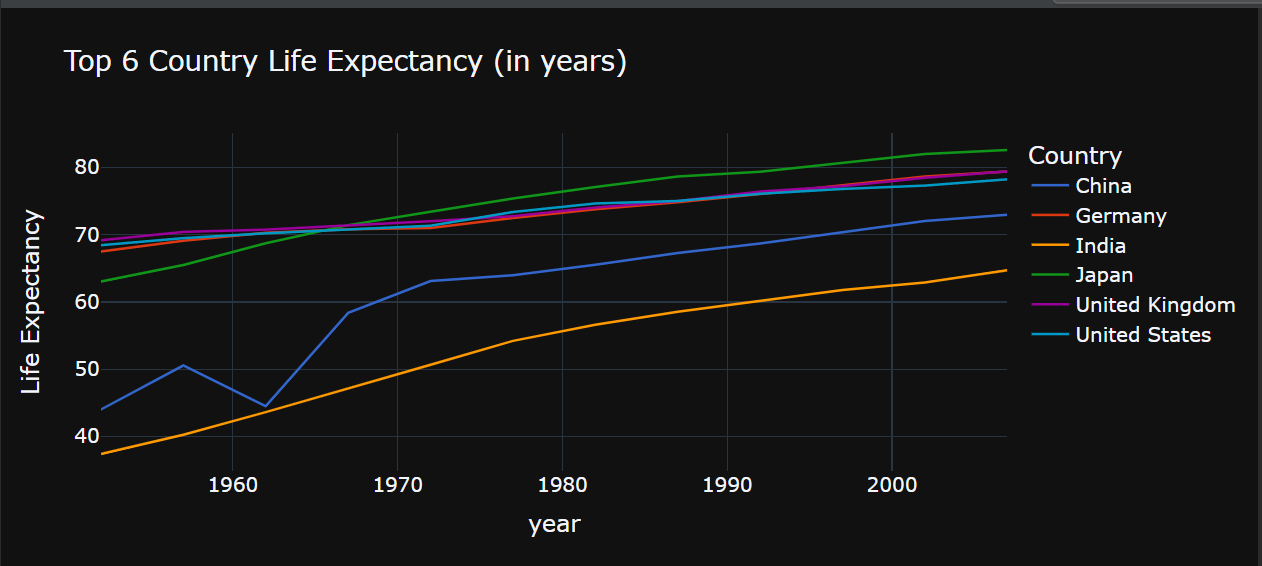 Top 6 Country Life Expectancy (in years)
Life Expectancy
80
70
60
50
40
1960 1970 1980 1990 2000
year
Country
China
Germany
India
Japan
United Kingdom
United States